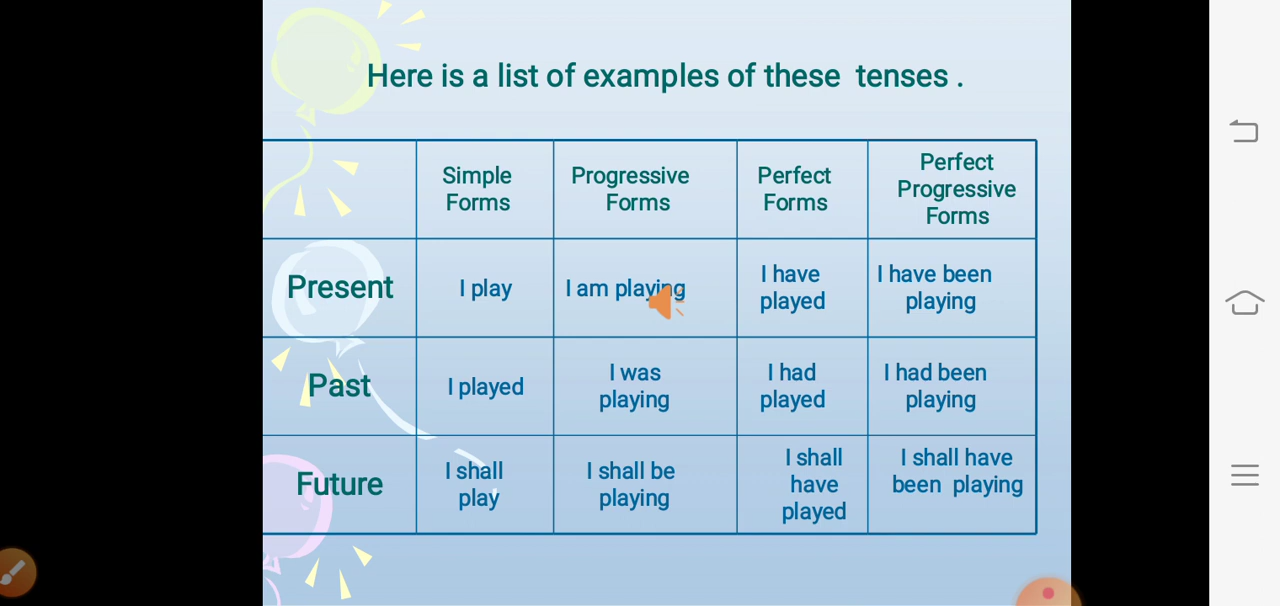 Here is a list of examples of these tenses .
Simple
Forms
Progressive
Forms
Perfect
Forms
Perfect
Progressive
Forms
Present
I play
I am playing
I have
played
I have been
playing
Past
I played
I was
playing
I had
played
I had been
playing
Future
I shall
play
I shall be
playing
I shall
have
played
I shall have
been playing